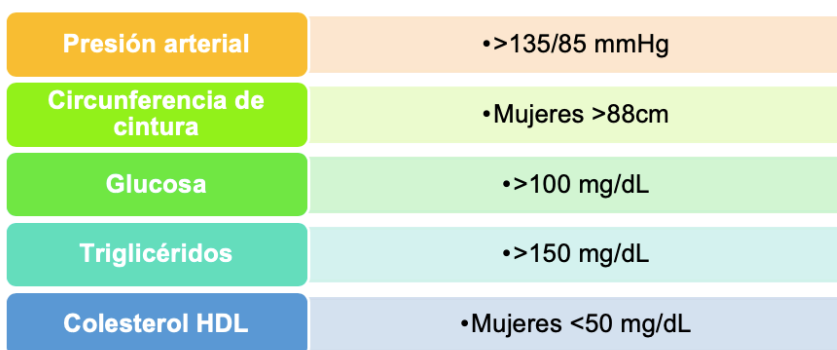 Presión arterial
•>135/85 mmHg
Circunferencia de
cintura
•Mujeres >88cm
Glucosa
•>100 mg/dL
Triglicéridos
•>150 mg/dL
Colesterol HDL
•Mujeres <50 mg/dL